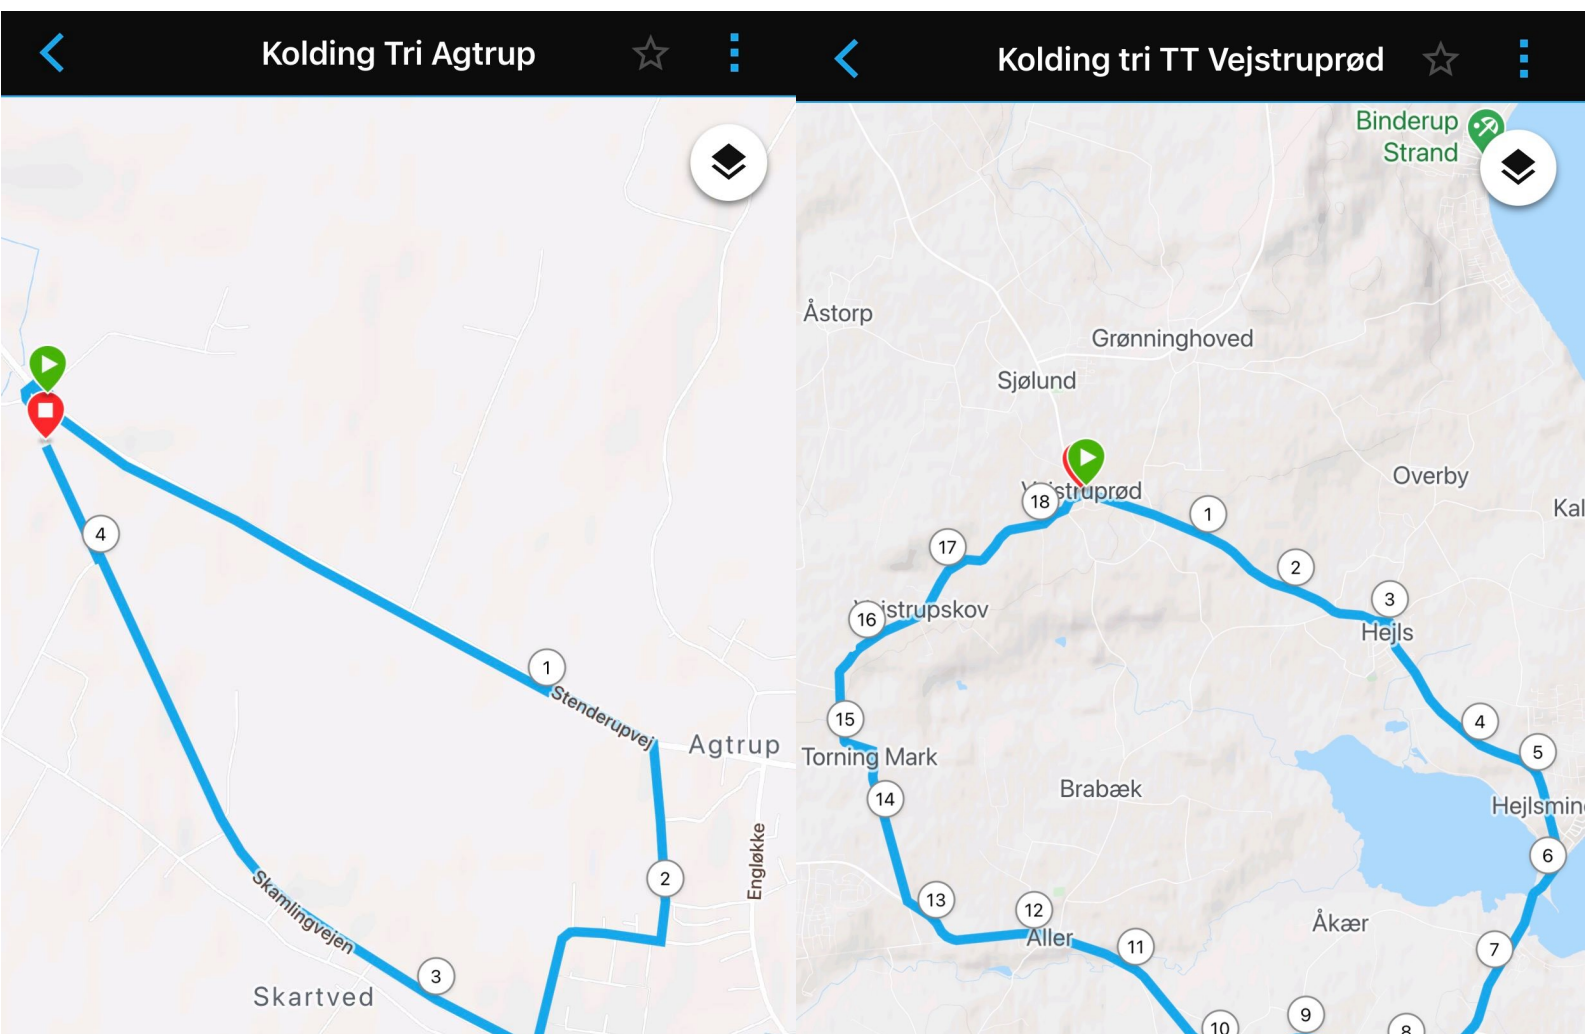 Kolding Tri Agtrup
4
1
Stenderupvej
Agtrup
2
Engløkke
Skamlingvejen
3
Skartved
Kolding tri TT Vejstruprød
Binderup
Strand
Åstorp
Grønninghoved
Sjølund
Overby
18
1
17
2
3
16
Hejls
15
4
5
Torning Mark
14
Brabæk
6
13
12
Åkær
Aller
11
7
10
9
8